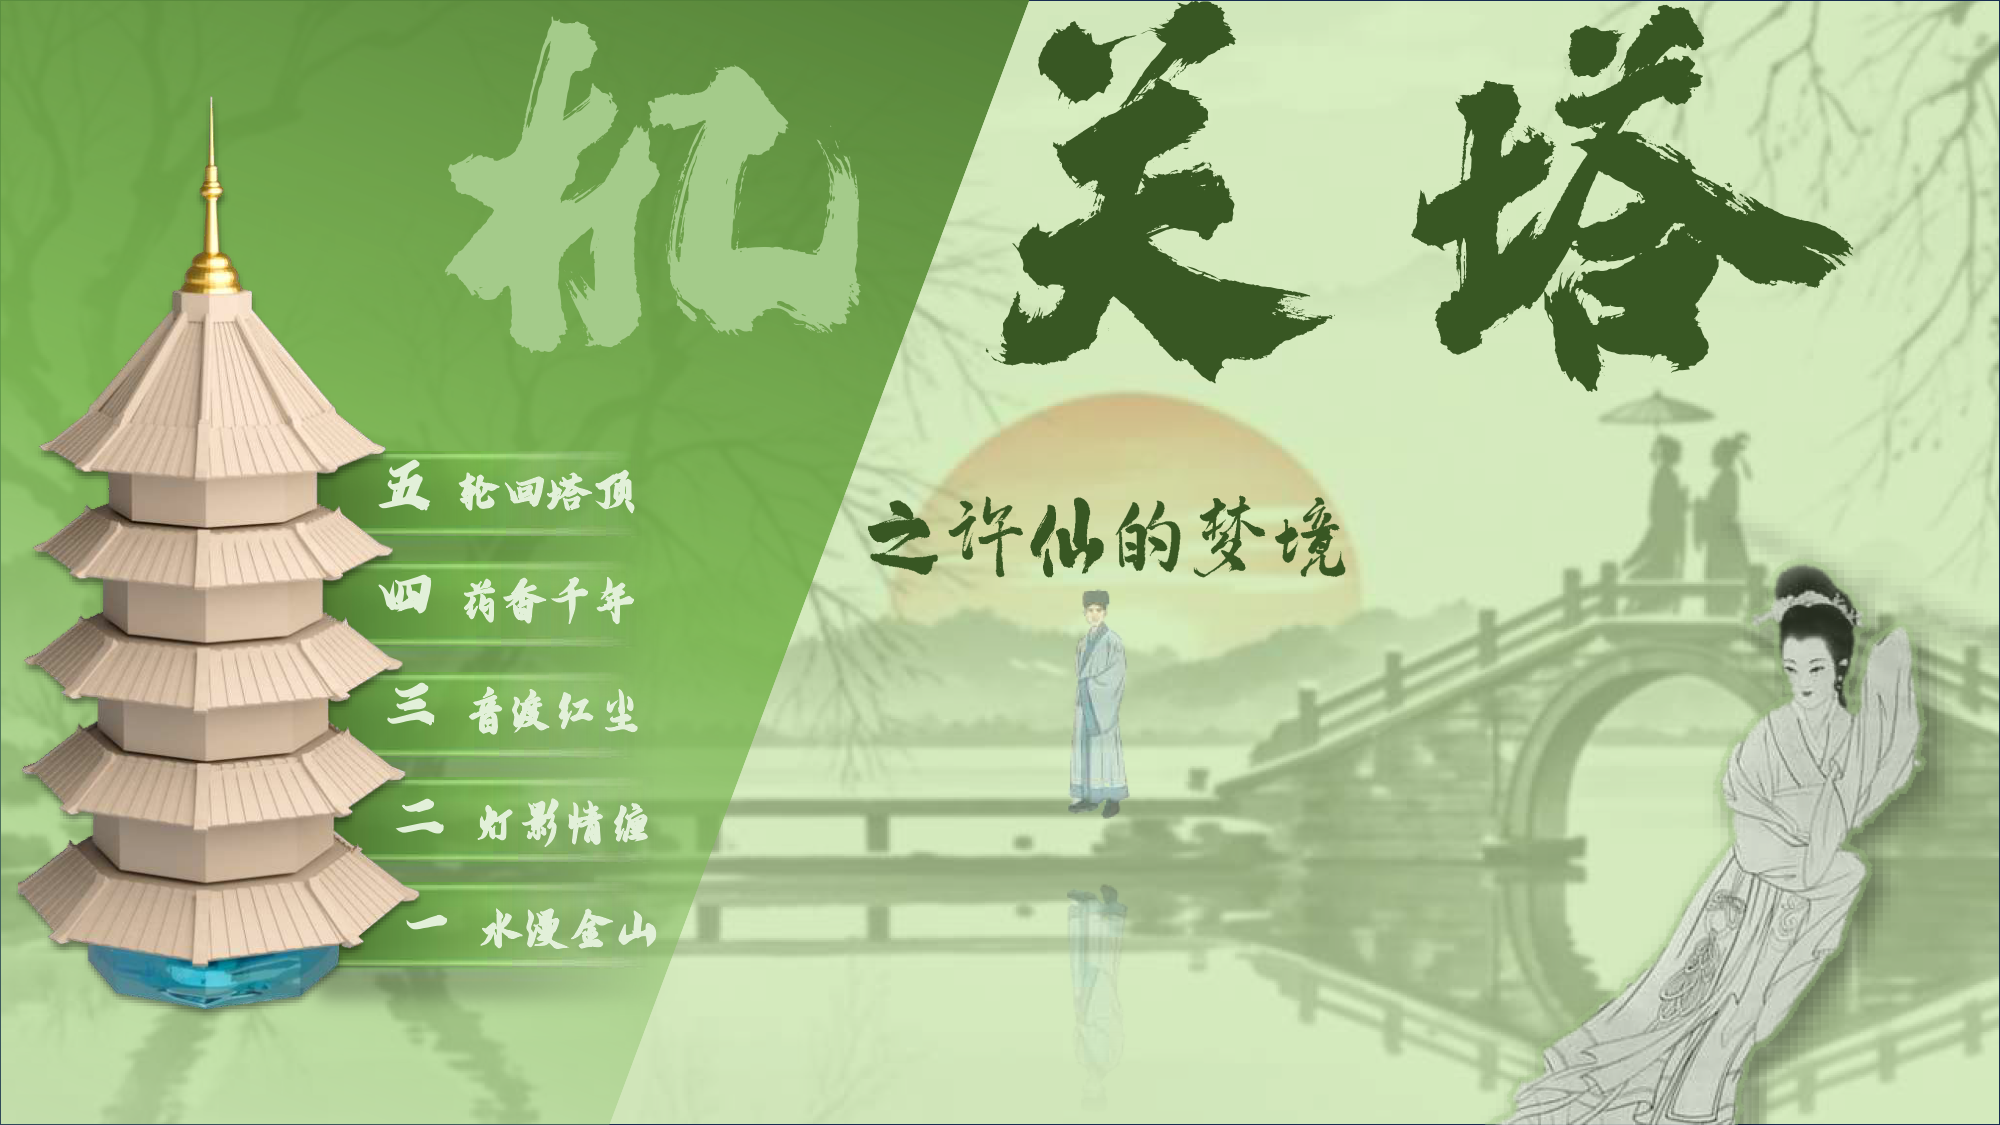 机关塔
之许仙的梦境
五 轮回塔顶
四 药香千年
三 音渡红尘
二 灯影情缠
一 水漫金山